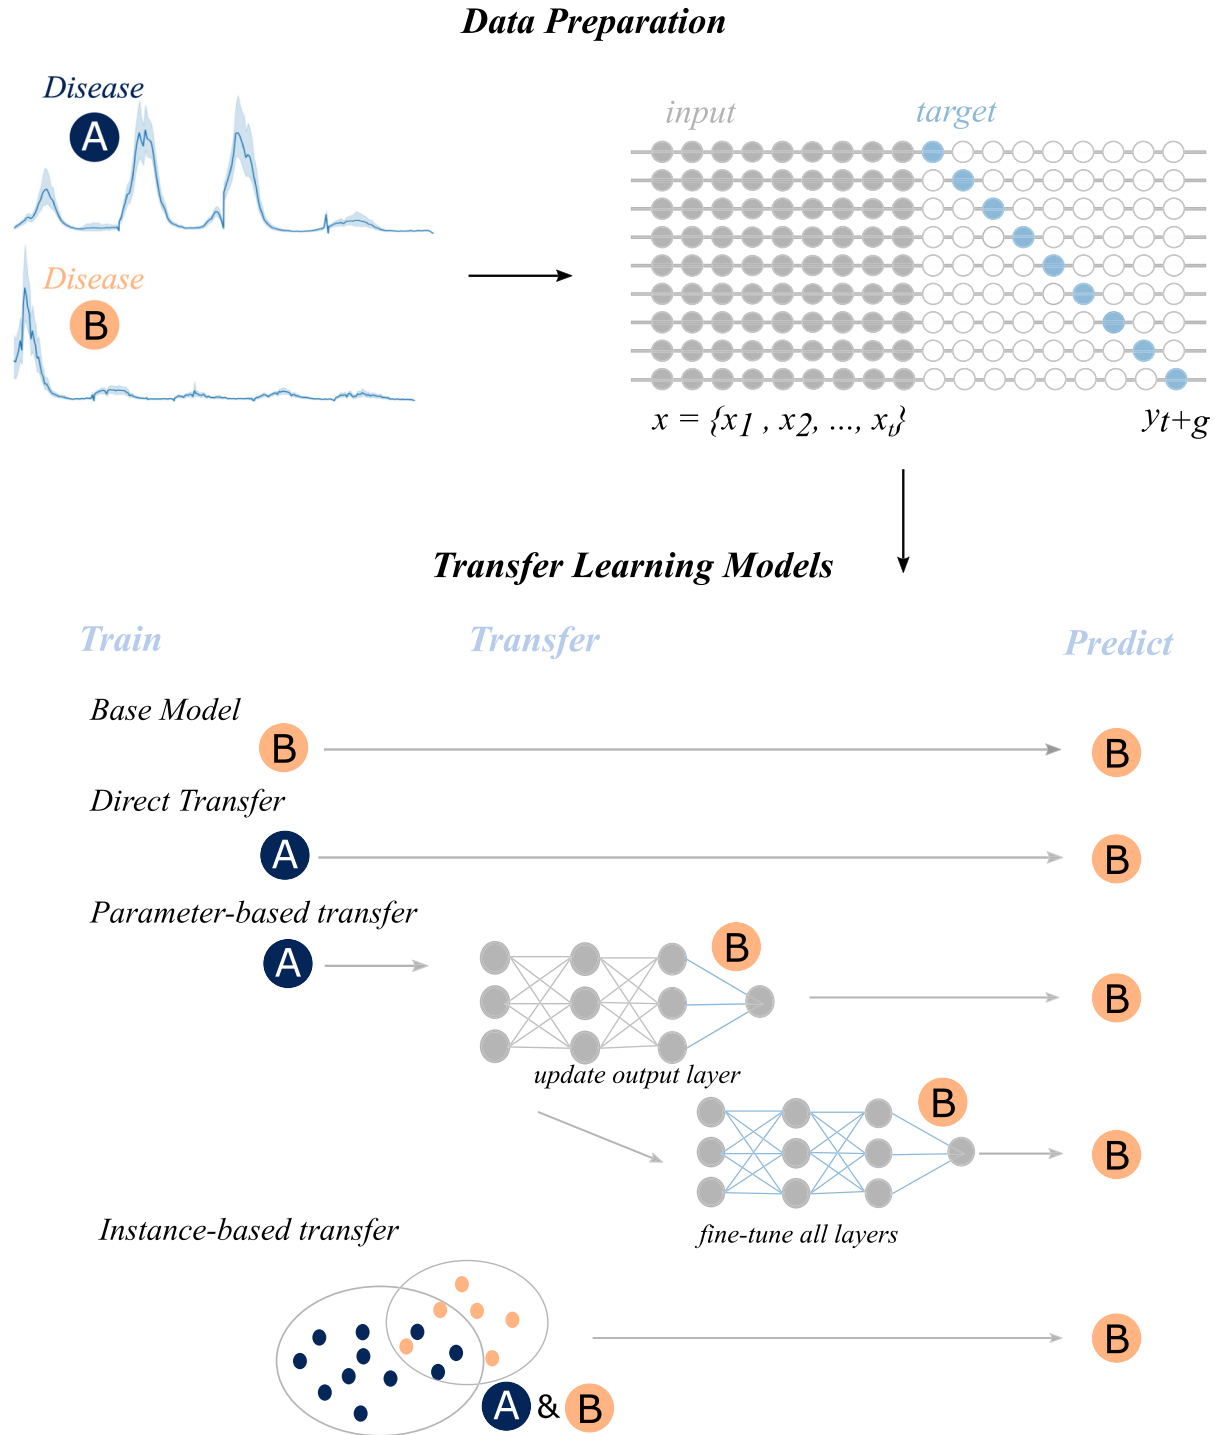 Data Preparation
Disease
A
input target
Disease
B
x = {x1 , x2, ..., xt}
yt+g
Transfer Learning Models
Train Transfer Predict
Base Model
B B
Direct Transfer
A B
Parameter-based transfer
A B B
update output layer
B B
fine-tune all layers
Instance-based transfer
B
A & B